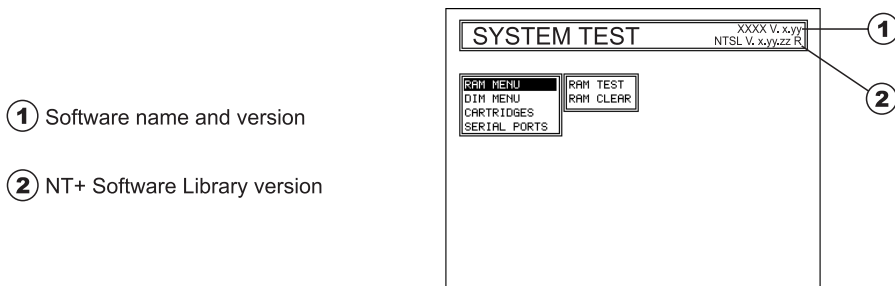 1 Software name and version
2 NT+ Software Library version
SYSTEM TEST
XXXX V. x.yy
NTSL V. x.yy.zz R
1
2
RAM MENU
DIM MENU
CARTRIDGES
SERIAL PORTS
RAM TEST
RAM CLEAR